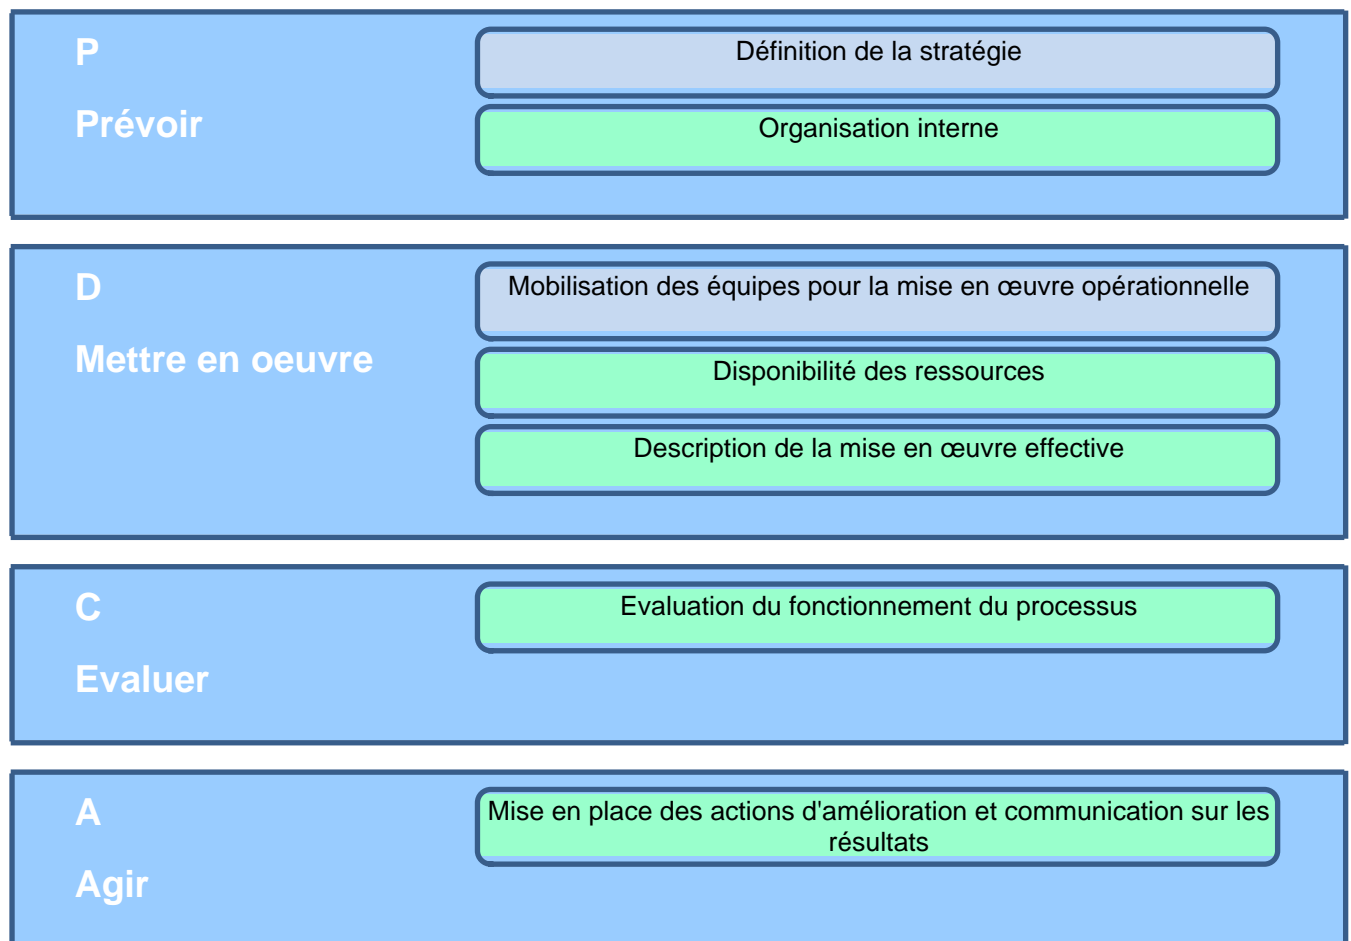 P
Prévoir
Définition de la stratégie
Organisation interne
D
Mettre en oeuvre
Mobilisation des équipes pour la mise en œuvre opérationnelle
Disponibilité des ressources
Description de la mise en œuvre effective
C
Evaluer
Evaluation du fonctionnement du processus
A
Agir
Mise en place des actions d'amélioration et communication sur les
résultats